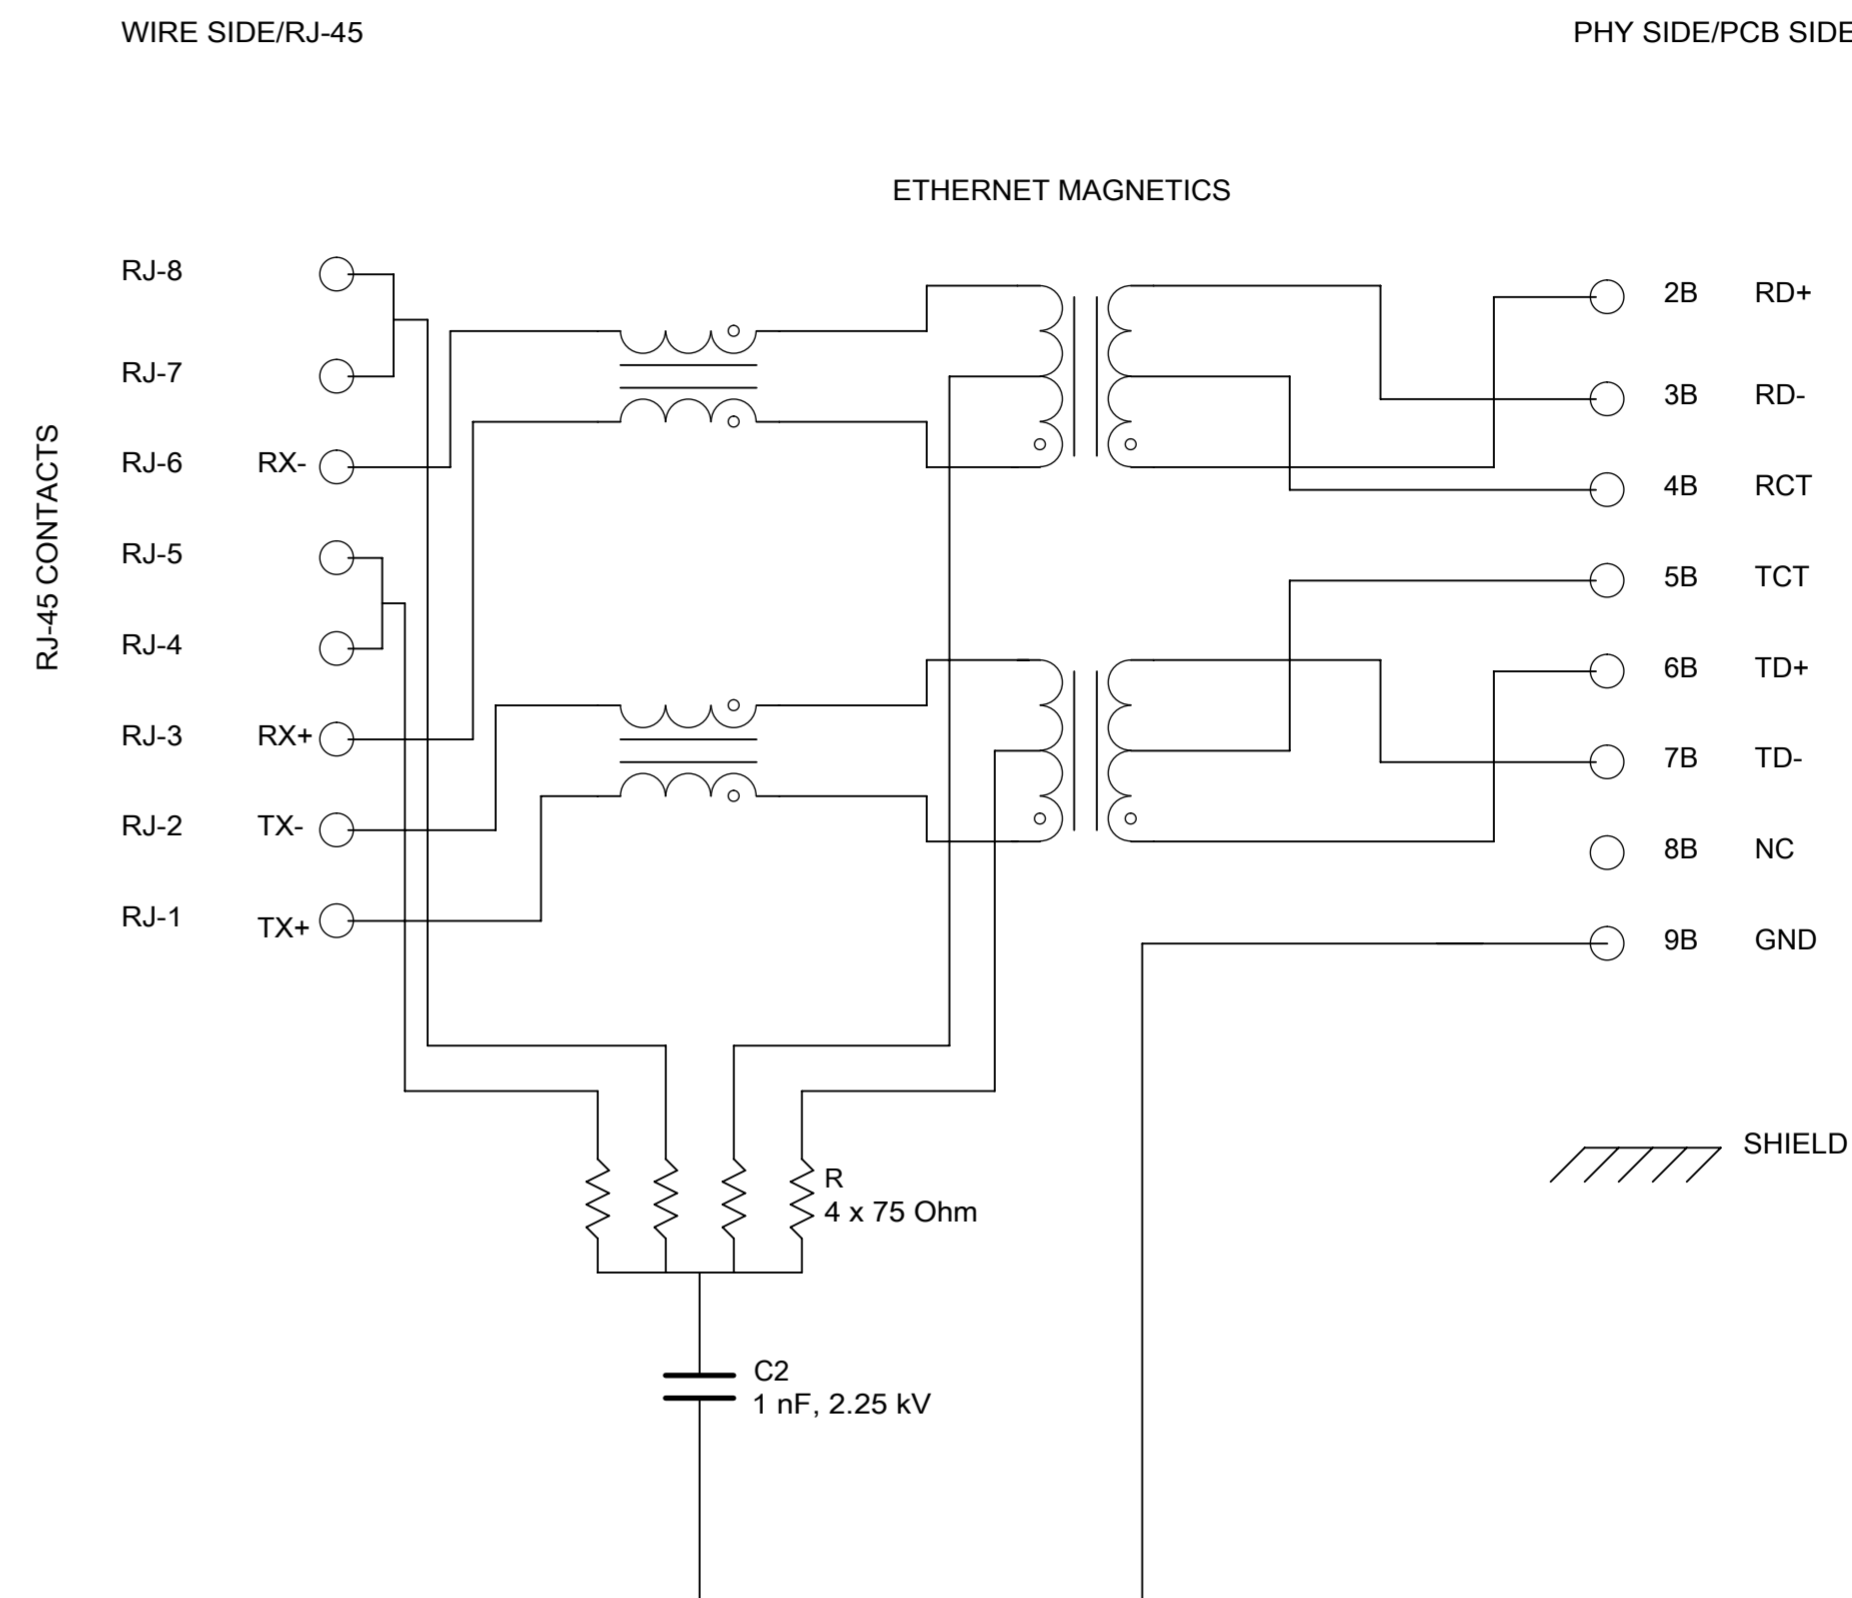 WIRE SIDE/RJ-45
PHY SIDE/PCB SIDE
ETHERNET MAGNETICS
RJ-45 CONTACTS
RJ-8
RJ-7
RJ-6 RX-
RJ-5
RJ-4
RJ-3 RX+
RJ-2 TX-
RJ-1 TX+
2B RD+
3B RD-
4B RCT
5B TCT
6B TD+
7B TD-
8B NC
9B GND
SHIELD
R
4 x 75 Ohm
C2
1 nF, 2.25 kV